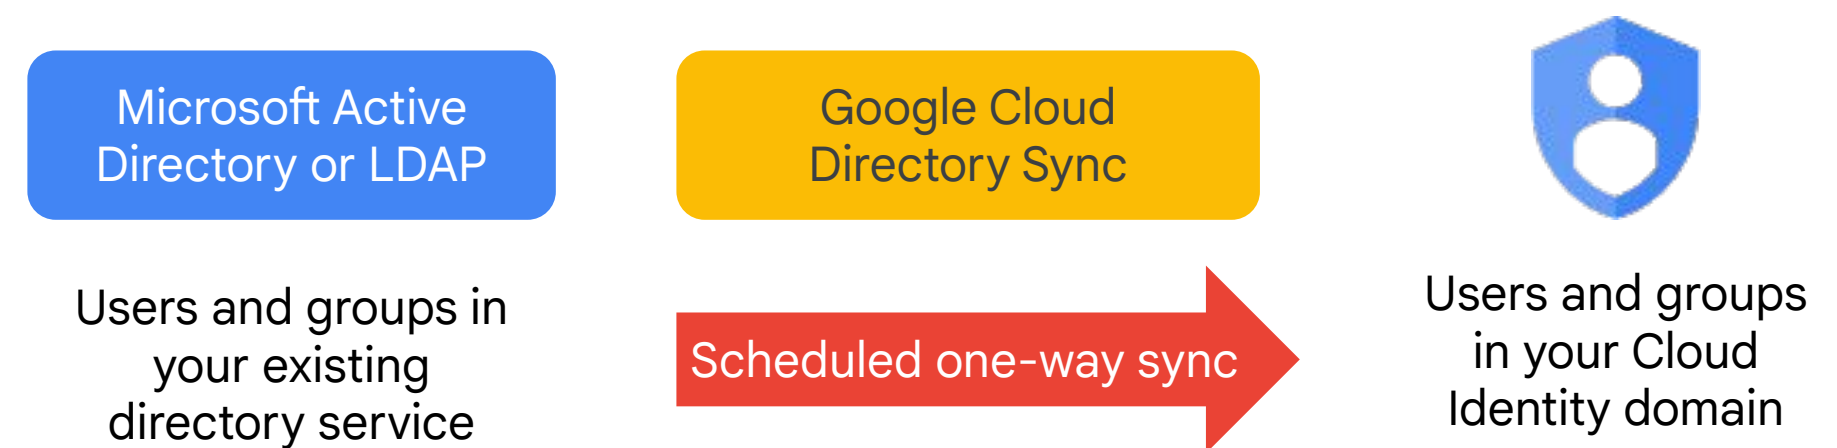 Microsoft Active
Directory or LDAP
Google Cloud
Directory Sync
Users and groups in
your existing
directory service
Scheduled one-way sync
Users and groups
in your Cloud
Identity domain